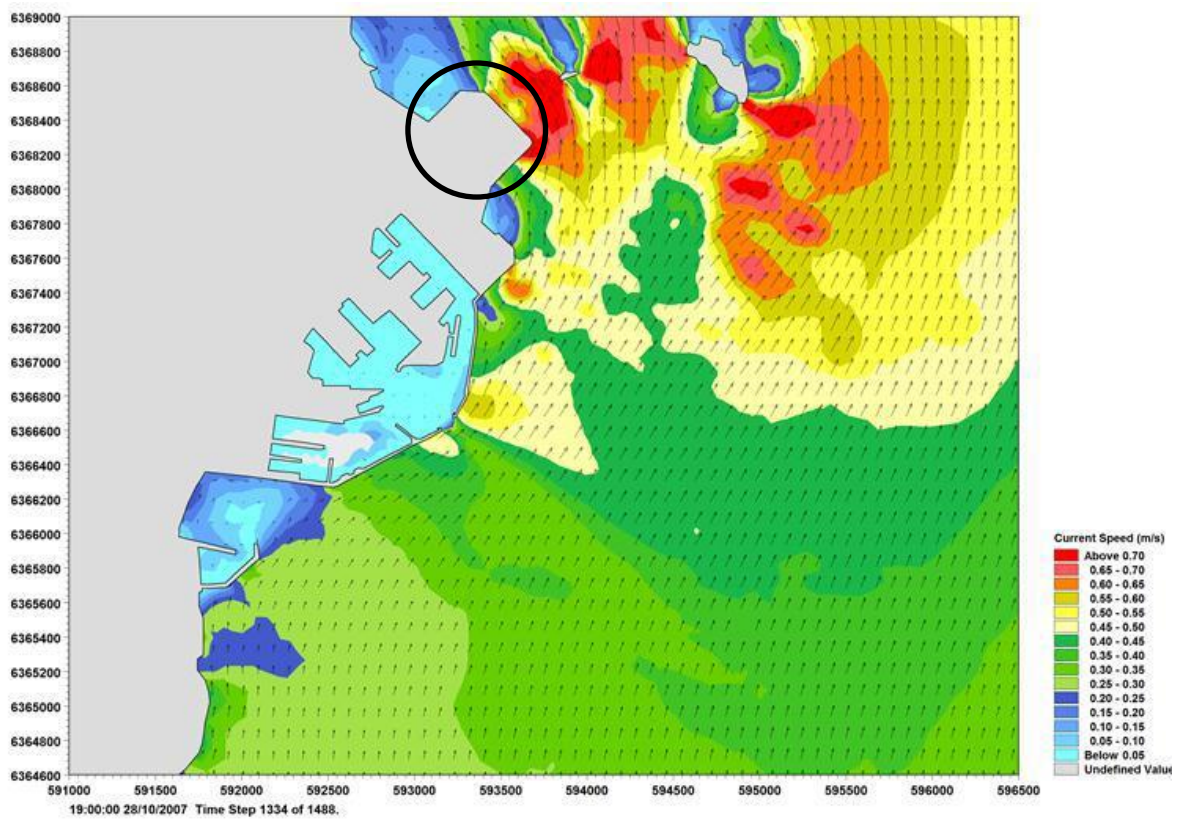 6369000
6368800
6368600
6368400
6368200
6368000
6367800
6367600
6367400
6367200
6367000
6366800
6366600
6366400
6366200
6366000
6365800
6365600
6365400
6365200
6365000
6364800
6364600
591000 591500 592000 592500 593000 593500 594000 594500 595000 595500 596000 596500
19:00:00 28/10/2007 Time Step 1334 of 1488.
Current Speed (m/s)
Above 0.70
0.65 - 0.70
0.60 - 0.65
0.55 - 0.60
0.50 - 0.55
0.45 - 0.50
0.40 - 0.45
0.35 - 0.40
0.30 - 0.35
0.25 - 0.30
0.20 - 0.25
0.15 - 0.20
0.10 - 0.15
0.05 - 0.10
Below 0.05
Undefined Value